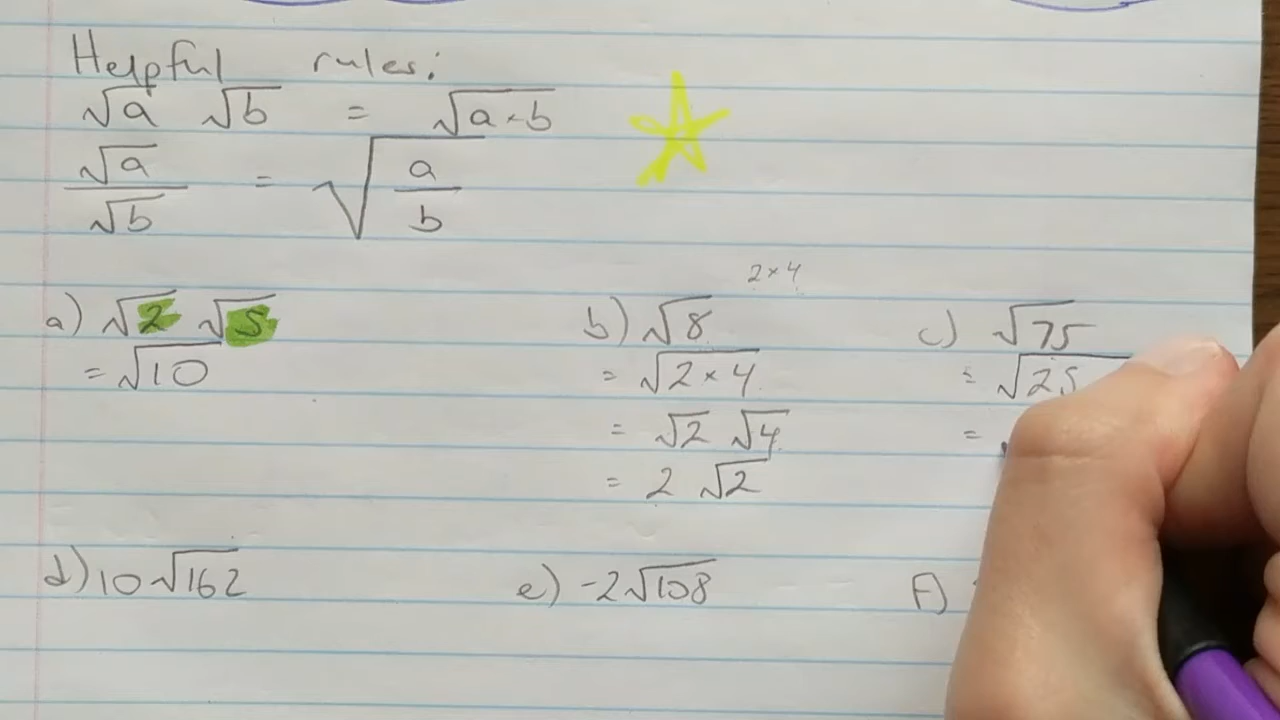 Helpful rules:
√a √b = √a×b
√a/√b = √a/b
2×4
a) √2 √5 b) √8 c) √75
= √10 = √2×4 = √25
= √2 √4 =
= 2 √2
d) 10√162 e) -2√108 f)